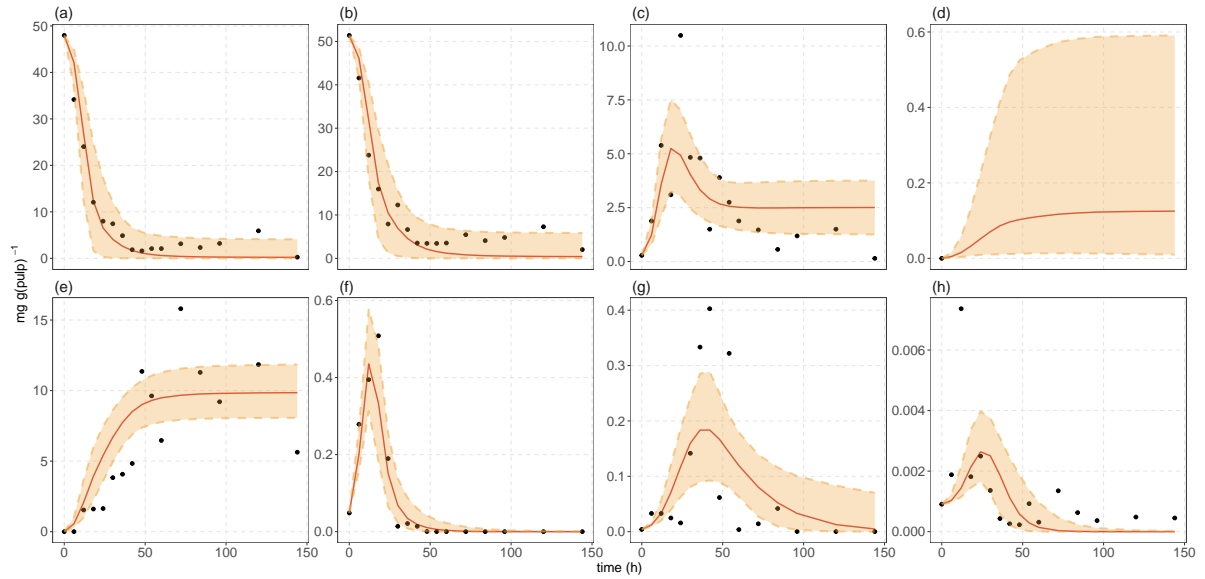 (a) (b) (c) (d)
50 40 30 20 10 0
50 40 30 20 10 0
10.0 7.5 5.0 2.5 0.0
0.6 0.4 0.2 0.0
mg g(pulp) ⁻¹
(e) (f) (g) (h)
15 10 5 0
0.6 0.4 0.2 0.0
0.4 0.3 0.2 0.1 0.0
0.006 0.004 0.002 0.000
0 50 100 150 0 50 100 150 0 50 100 150 0 50 100 150
time (h)